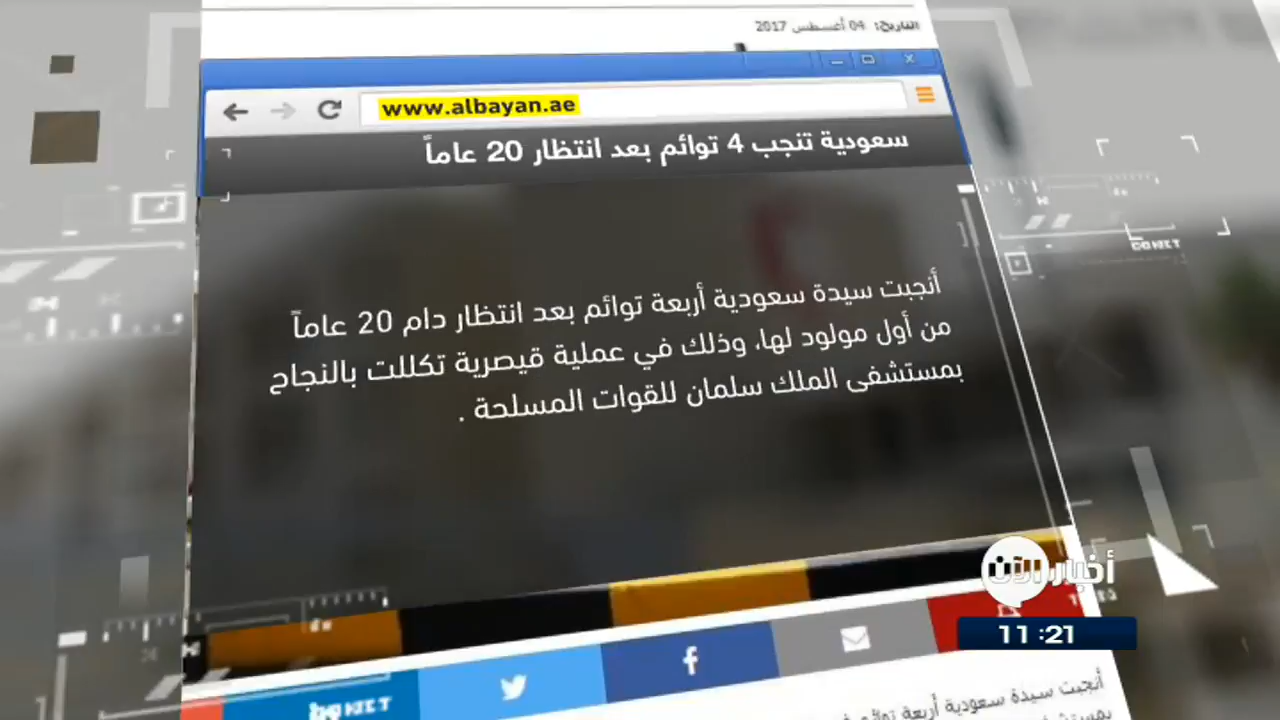 التاريخ: 04 أغسطس 2017
www.albayan.ae
سعودية تنجب 4 توائم بعد انتظار 20 عاماً
أنجبت سيدة سعودية أربعة توائم بعد انتظار دام 20 عاماً
من أول مولود لها، وذلك في عملية قيصرية تكللت بالنجاح
بمستشفى الملك سلمان للقوات المسلحة .
أخبار الآن
11:21
أنجبت سيدة سعودية أربعة توائم